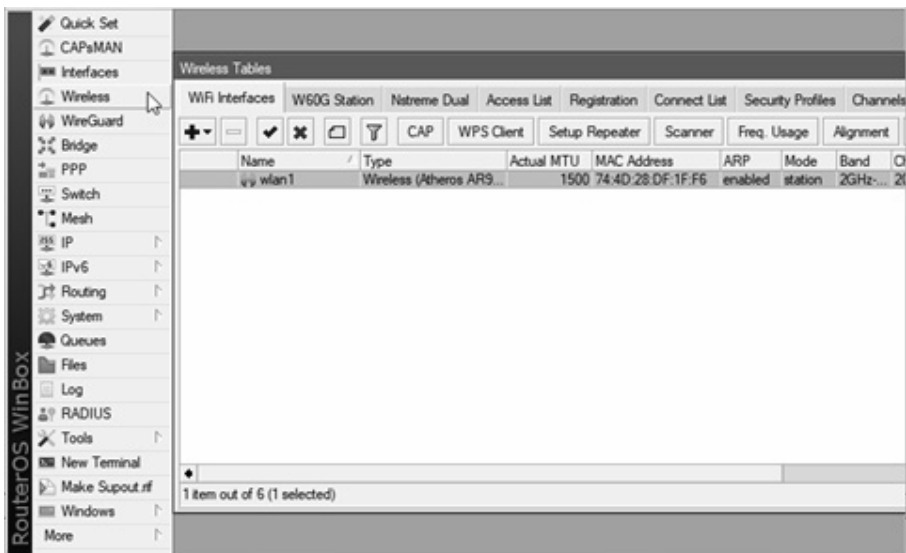 Quick Set
CAPsMAN
Interfaces
Wireless
WireGuard
Bridge
PPP
Switch
Mesh
IP
IPv6
Routing
System
Queues
Files
Log
RADIUS
Tools
New Terminal
Make Supout.rif
Windows
More
RouterOS WinBox
Wireless Tables
WiFi Interfaces W60G Station Nstreme Dual Access List Registration Connect List Security Profiles Channels
CAP WPS Client Setup Repeater Scanner Freq. Usage Alignment
Name Type Actual MTU MAC Address ARP Mode Band
wlan1 Wireless (Atheros AR9... 1500 74:4D:28:DF:1F:F6 enabled station 2GHz-...
1 item out of 6 (1 selected)